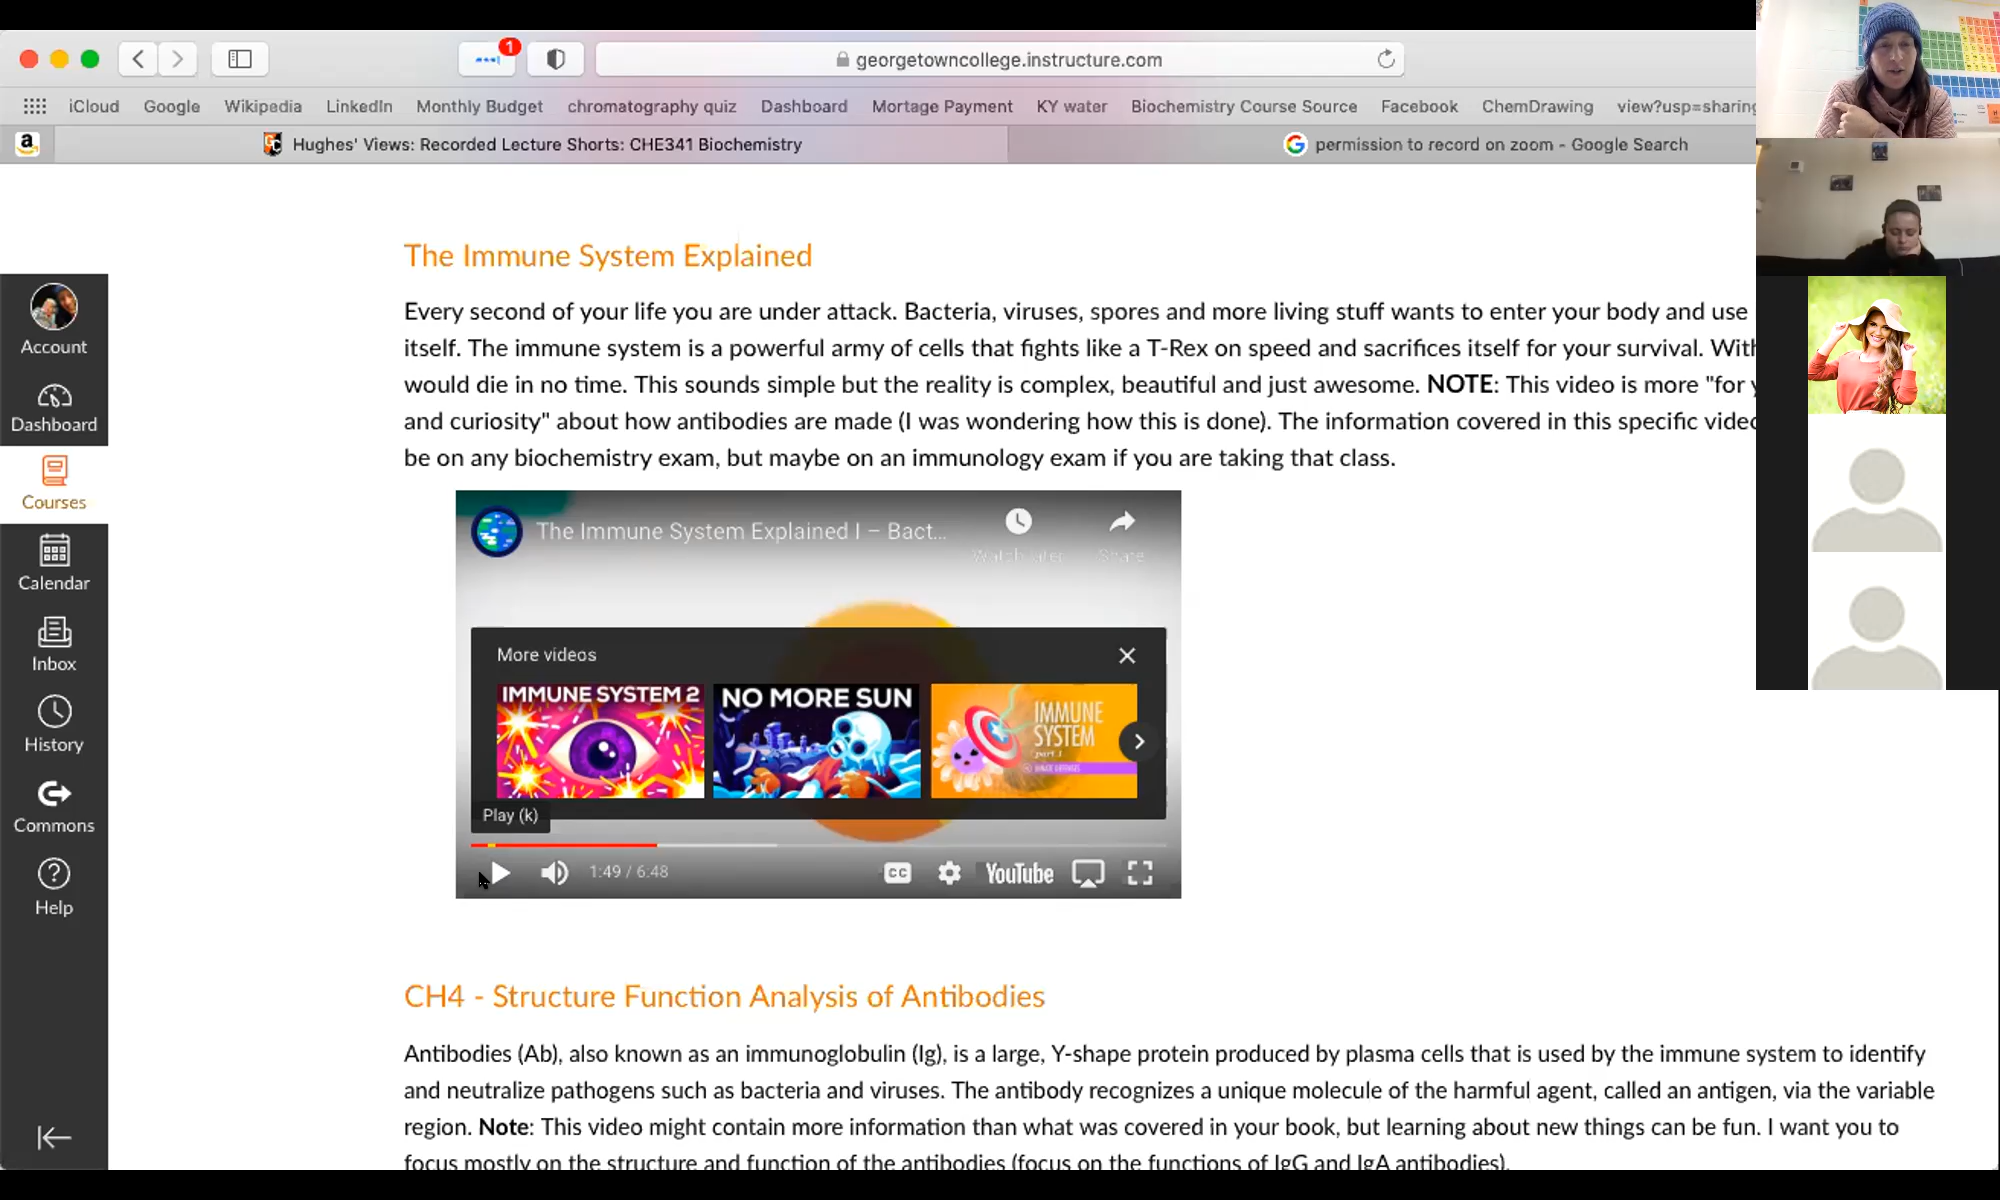 1
georgetowncollege.instructure.com
iCloud Google Wikipedia LinkedIn Monthly Budget chromatography quiz Dashboard Mortage Payment KY water Biochemistry Course Source Facebook ChemDrawing view?usp=sharing
a Hughes' Views: Recorded Lecture Shorts: CHE341 Biochemistry permission to record on zoom - Google Search
Account
Dashboard
Courses
Calendar
Inbox
History
Commons
Help
The Immune System Explained
Every second of your life you are under attack. Bacteria, viruses, spores and more living stuff wants to enter your body and use
itself. The immune system is a powerful army of cells that fights like a T-Rex on speed and sacrifices itself for your survival. With
would die in no time. This sounds simple but the reality is complex, beautiful and just awesome. NOTE: This video is more "for y
and curiosity" about how antibodies are made (I was wondering how this is done). The information covered in this specific video
be on any biochemistry exam, but maybe on an immunology exam if you are taking that class.
The Immune System Explained I – Bact...
Watch later Share
More videos
IMMUNE SYSTEM 2
NO MORE SUN
IMMUNE
SYSTEM
part 1
Play (k)
1:49 / 6:48
CC YouTube
CH4 - Structure Function Analysis of Antibodies
Antibodies (Ab), also known as an immunoglobulin (Ig), is a large, Y-shape protein produced by plasma cells that is used by the immune system to identify
and neutralize pathogens such as bacteria and viruses. The antibody recognizes a unique molecule of the harmful agent, called an antigen, via the variable
region. Note: This video might contain more information than what was covered in your book, but learning about new things can be fun. I want you to
focus mostly on the structure and function of the antibodies (focus on the functions of IgG and IgA antibodies).